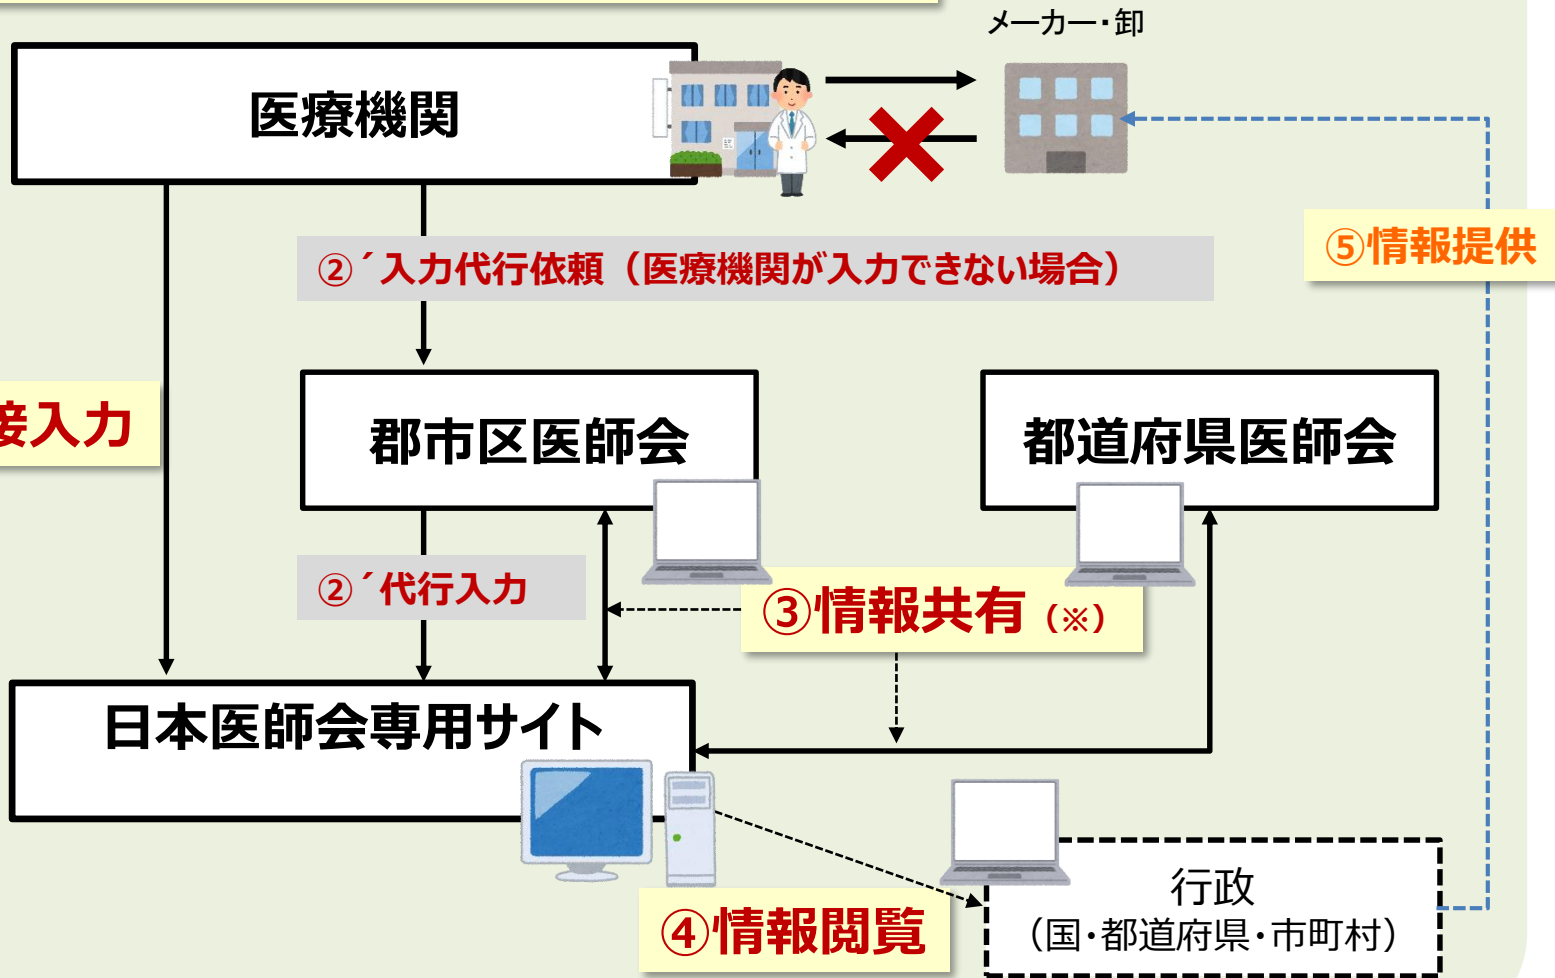 メーカー・卸
医療機関
②´入力代行依頼（医療機関が入力できない場合）
⑤情報提供
接入力
郡市区医師会
都道府県医師会
②´代行入力
③情報共有（※）
日本医師会専用サイト
④情報閲覧
行政
（国・都道府県・市町村）